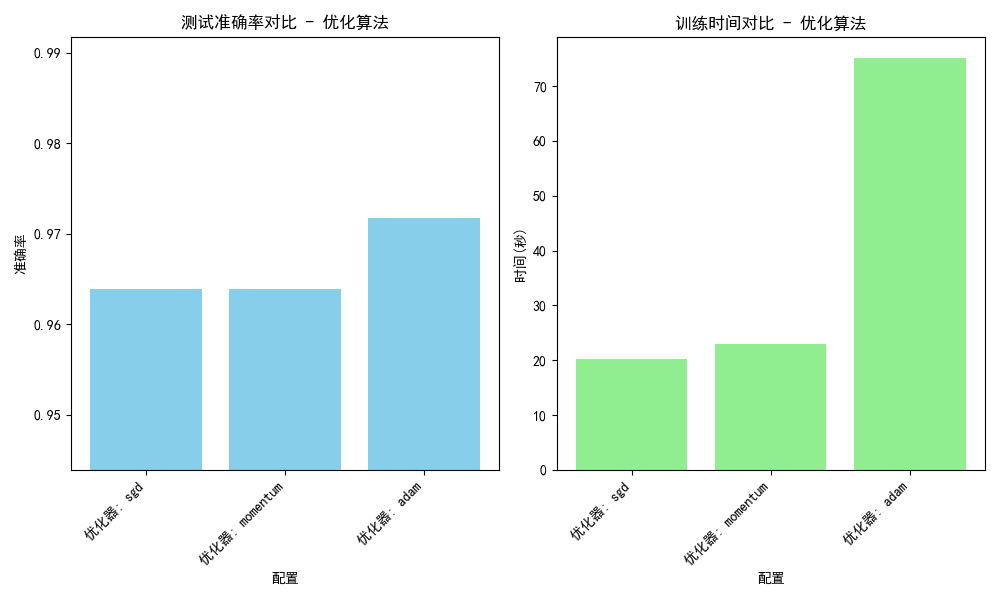 测试准确率对比 - 优化算法
0.99
0.98
0.97
0.96
0.95
准确率
优化器: sgd
优化器: momentum
优化器: adam
配置
训练时间对比 - 优化算法
70
60
50
40
30
20
10
0
时间(秒)
优化器: sgd
优化器: momentum
优化器: adam
配置